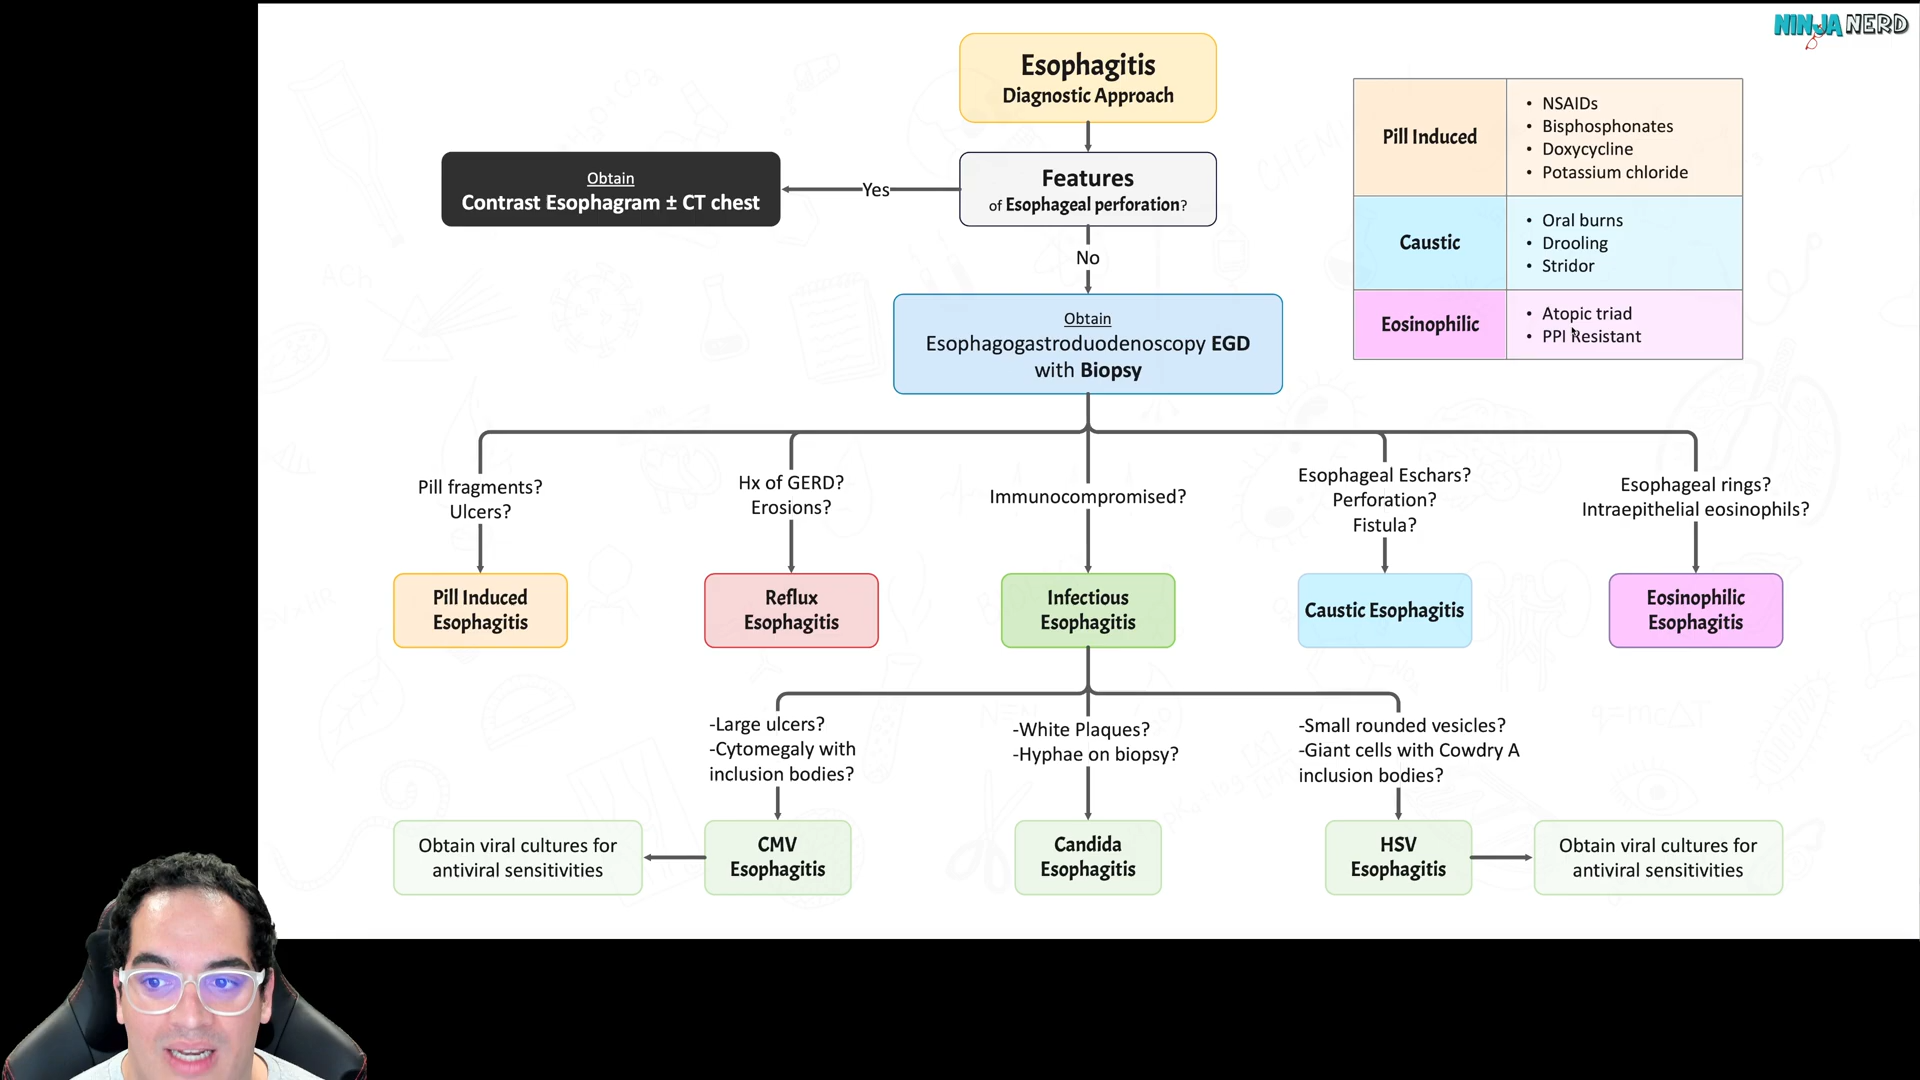 NINJA NERD
Esophagitis
Diagnostic Approach
Features
of Esophageal perforation?
Yes
Obtain
Contrast Esophagram ± CT chest
No
Obtain
Esophagogastroduodenoscopy EGD
with Biopsy
Pill Induced
• NSAIDs
• Bisphosphonates
• Doxycycline
• Potassium chloride
Caustic
• Oral burns
• Drooling
• Stridor
Eosinophilic
• Atopic triad
• PPI Resistant
Pill fragments?
Ulcers?
Pill Induced
Esophagitis
Hx of GERD?
Erosions?
Reflux
Esophagitis
Immunocompromised?
Infectious
Esophagitis
Esophageal Eschars?
Perforation?
Fistula?
Caustic Esophagitis
Esophageal rings?
Intraepithelial eosinophils?
Eosinophilic
Esophagitis
-Large ulcers?
-Cytomegaly with
inclusion bodies?
CMV
Esophagitis
Obtain viral cultures for
antiviral sensitivities
-White Plaques?
-Hyphae on biopsy?
Candida
Esophagitis
-Small rounded vesicles?
-Giant cells with Cowdry A
inclusion bodies?
HSV
Esophagitis
Obtain viral cultures for
antiviral sensitivities
ACh
q=mcΔT